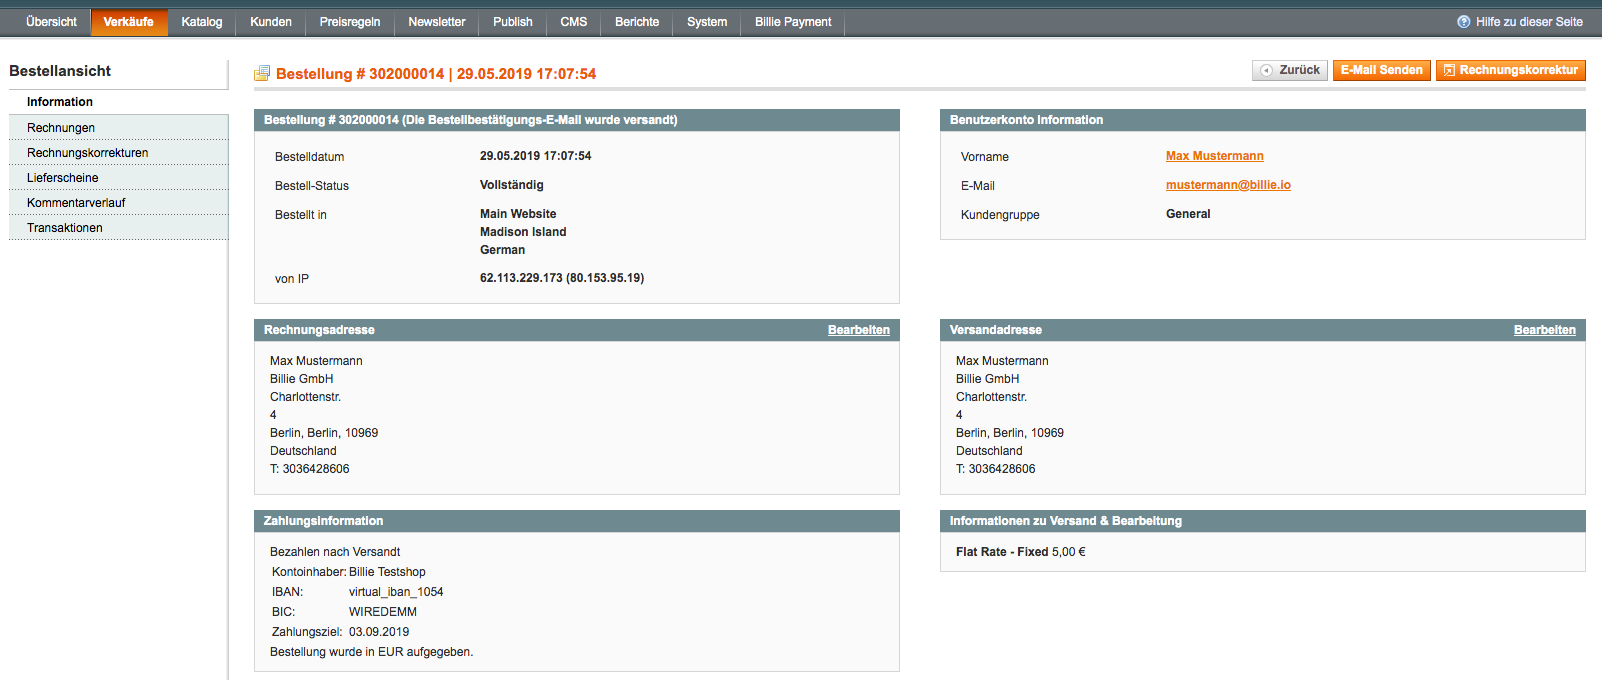 Übersicht Verkäufe Katalog Kunden Preisregeln Newsletter Publish CMS Berichte System Billie Payment Hilfe zu dieser Seite
Bestellansicht
Information
Rechnungen
Rechnungskorrekturen
Lieferscheine
Kommentarverlauf
Transaktionen
Bestellung # 302000014 | 29.05.2019 17:07:54
Zurück E-Mail Senden Rechnungskorrektur
Bestellung # 302000014 (Die Bestellbestätigungs-E-Mail wurde versandt)
Bestelldatum 29.05.2019 17:07:54
Bestell-Status Vollständig
Bestellt in Main Website
Madison Island
German
von IP 62.113.229.173 (80.153.95.19)
Benutzerkonto Information
Vorname Max Mustermann
E-Mail mustermann@billie.io
Kundengruppe General
Rechnungsadresse Bearbeiten
Max Mustermann
Billie GmbH
Charlottenstr.
4
Berlin, Berlin, 10969
Deutschland
T: 3036428606
Versandadresse Bearbeiten
Max Mustermann
Billie GmbH
Charlottenstr.
4
Berlin, Berlin, 10969
Deutschland
T: 3036428606
Zahlungsinformation
Bezahlen nach Versandt
Kontoinhaber: Billie Testshop
IBAN: virtual_iban_1054
BIC: WIREDEMM
Zahlungsziel: 03.09.2019
Bestellung wurde in EUR aufgegeben.
Informationen zu Versand & Bearbeitung
Flat Rate - Fixed 5,00 €